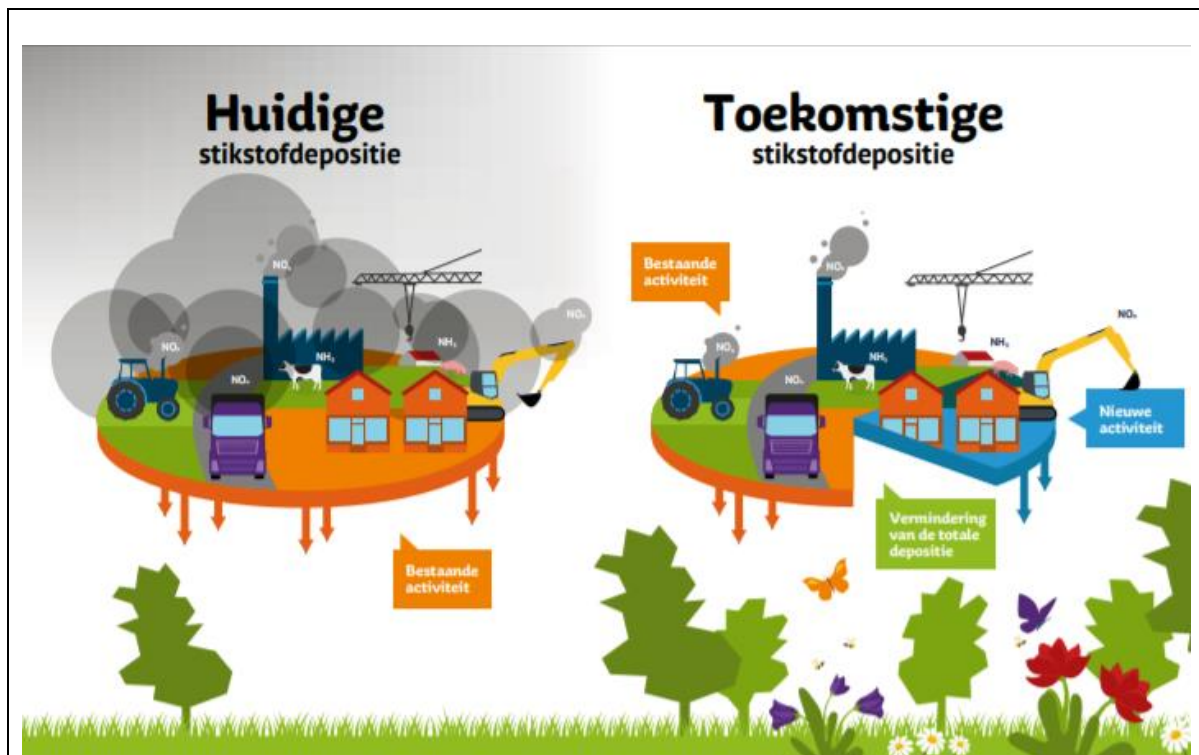 Huidige
stikstofdepositie
NOₓ
NOₓ
NOₓ
NH₃
NH₃
NOₓ
Bestaande
activiteit
Toekomstige
stikstofdepositie
Bestaande
activiteit
NOₓ
NOₓ
NOₓ
NH₃
NH₃
NOₓ
Nieuwe
activiteit
Vermindering
van de totale
depositie